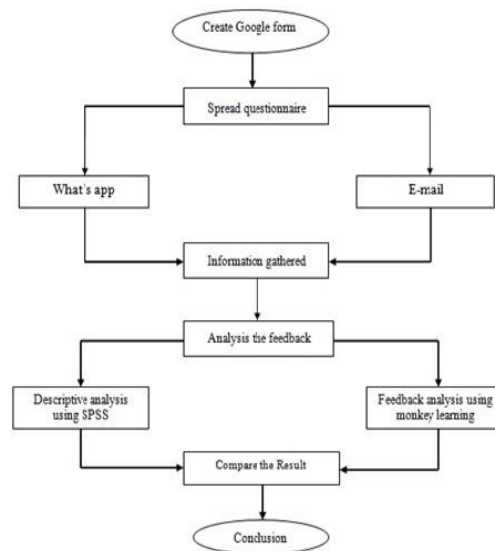 Create Google form
Spread questionnaire
What's app
E-mail
Information gathered
Analysis the feedback
Descriptive analysis
using SPSS
Feedback analysis using
monkey learning
Compare the Result
Conclusion